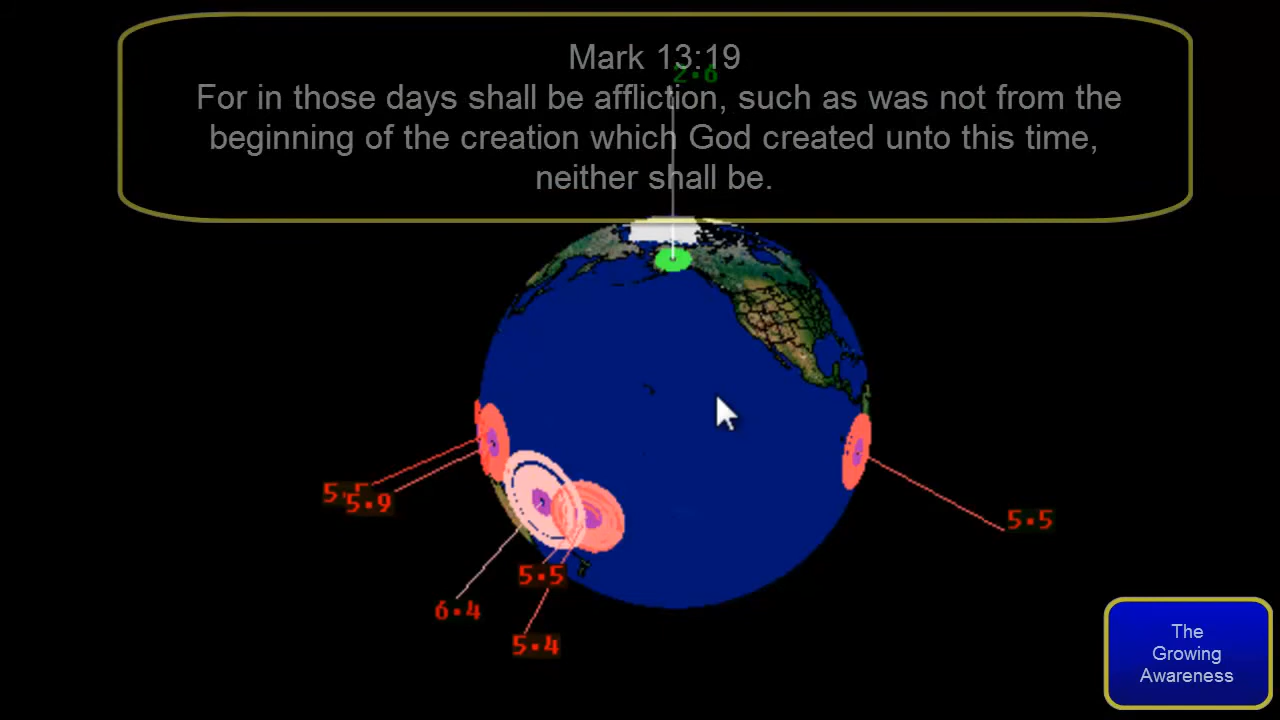 Mark 13:19
2.6
For in those days shall be affliction, such as was not from the
beginning of the creation which God created unto this time,
neither shall be.
5.9
5.5
5.5
6.4
5.4
The
Growing
Awareness